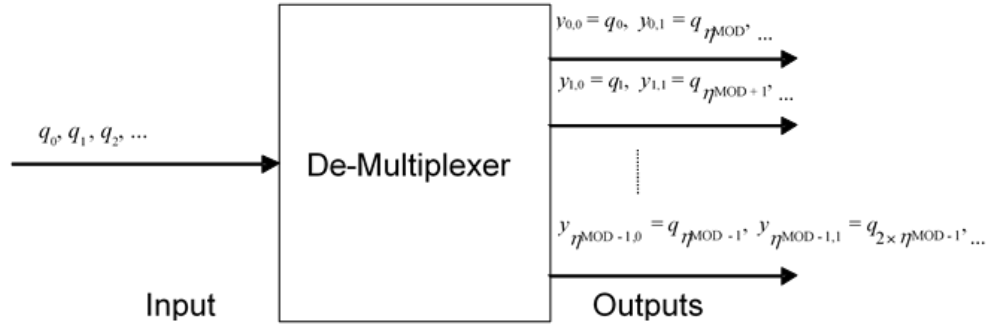 y0,0 = q0, y0,1 = qηMOD, ...
y1,0 = q1, y1,1 = qηMOD + 1, ...
q0, q1, q2, ...
De-Multiplexer
yηMOD - 1,0 = qηMOD - 1, yηMOD - 1,1 = q2 × ηMOD - 1, ...
Input
Outputs